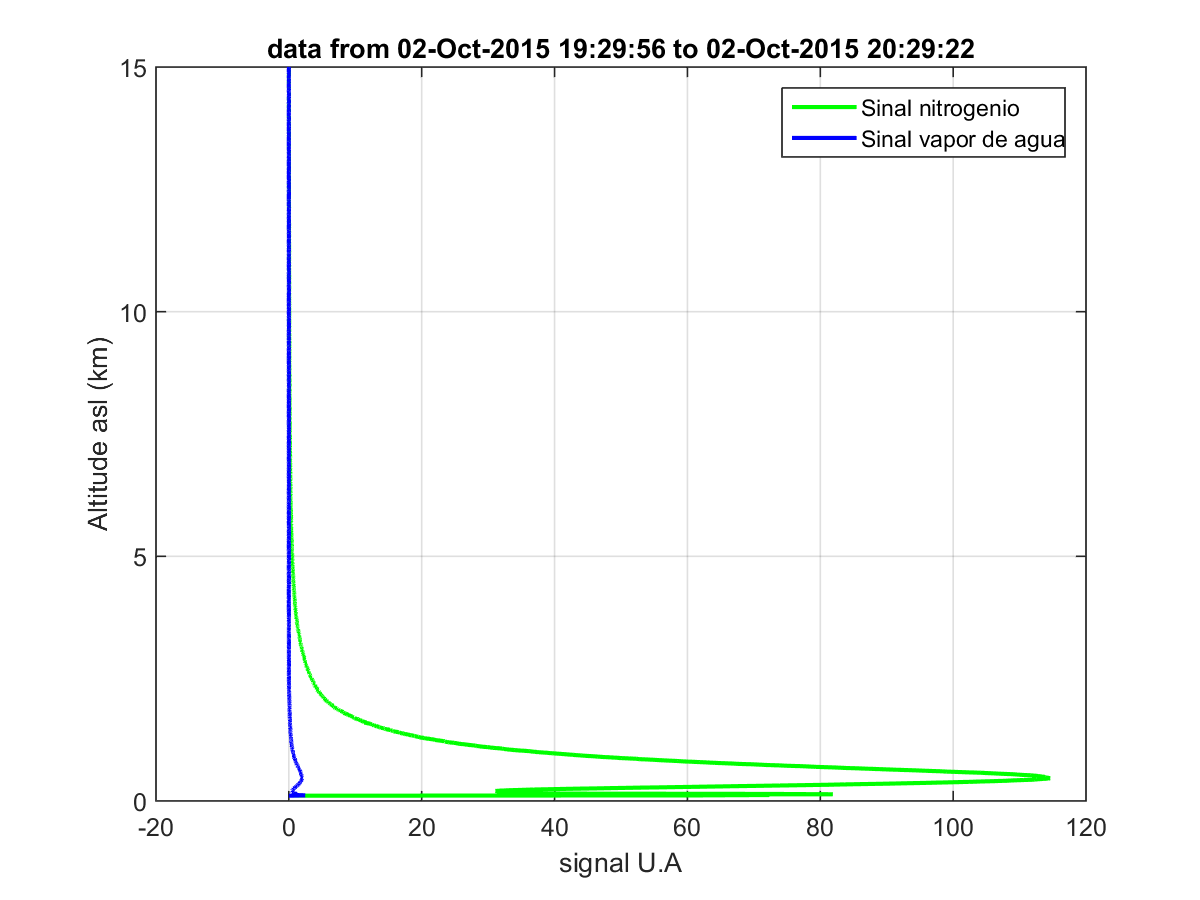 data from 02-Oct-2015 19:29:56 to 02-Oct-2015 20:29:22
Sinal nitrogenio
Sinal vapor de agua
15
10
5
0
Altitude asl (km)
-20 0 20 40 60 80 100 120
signal U.A